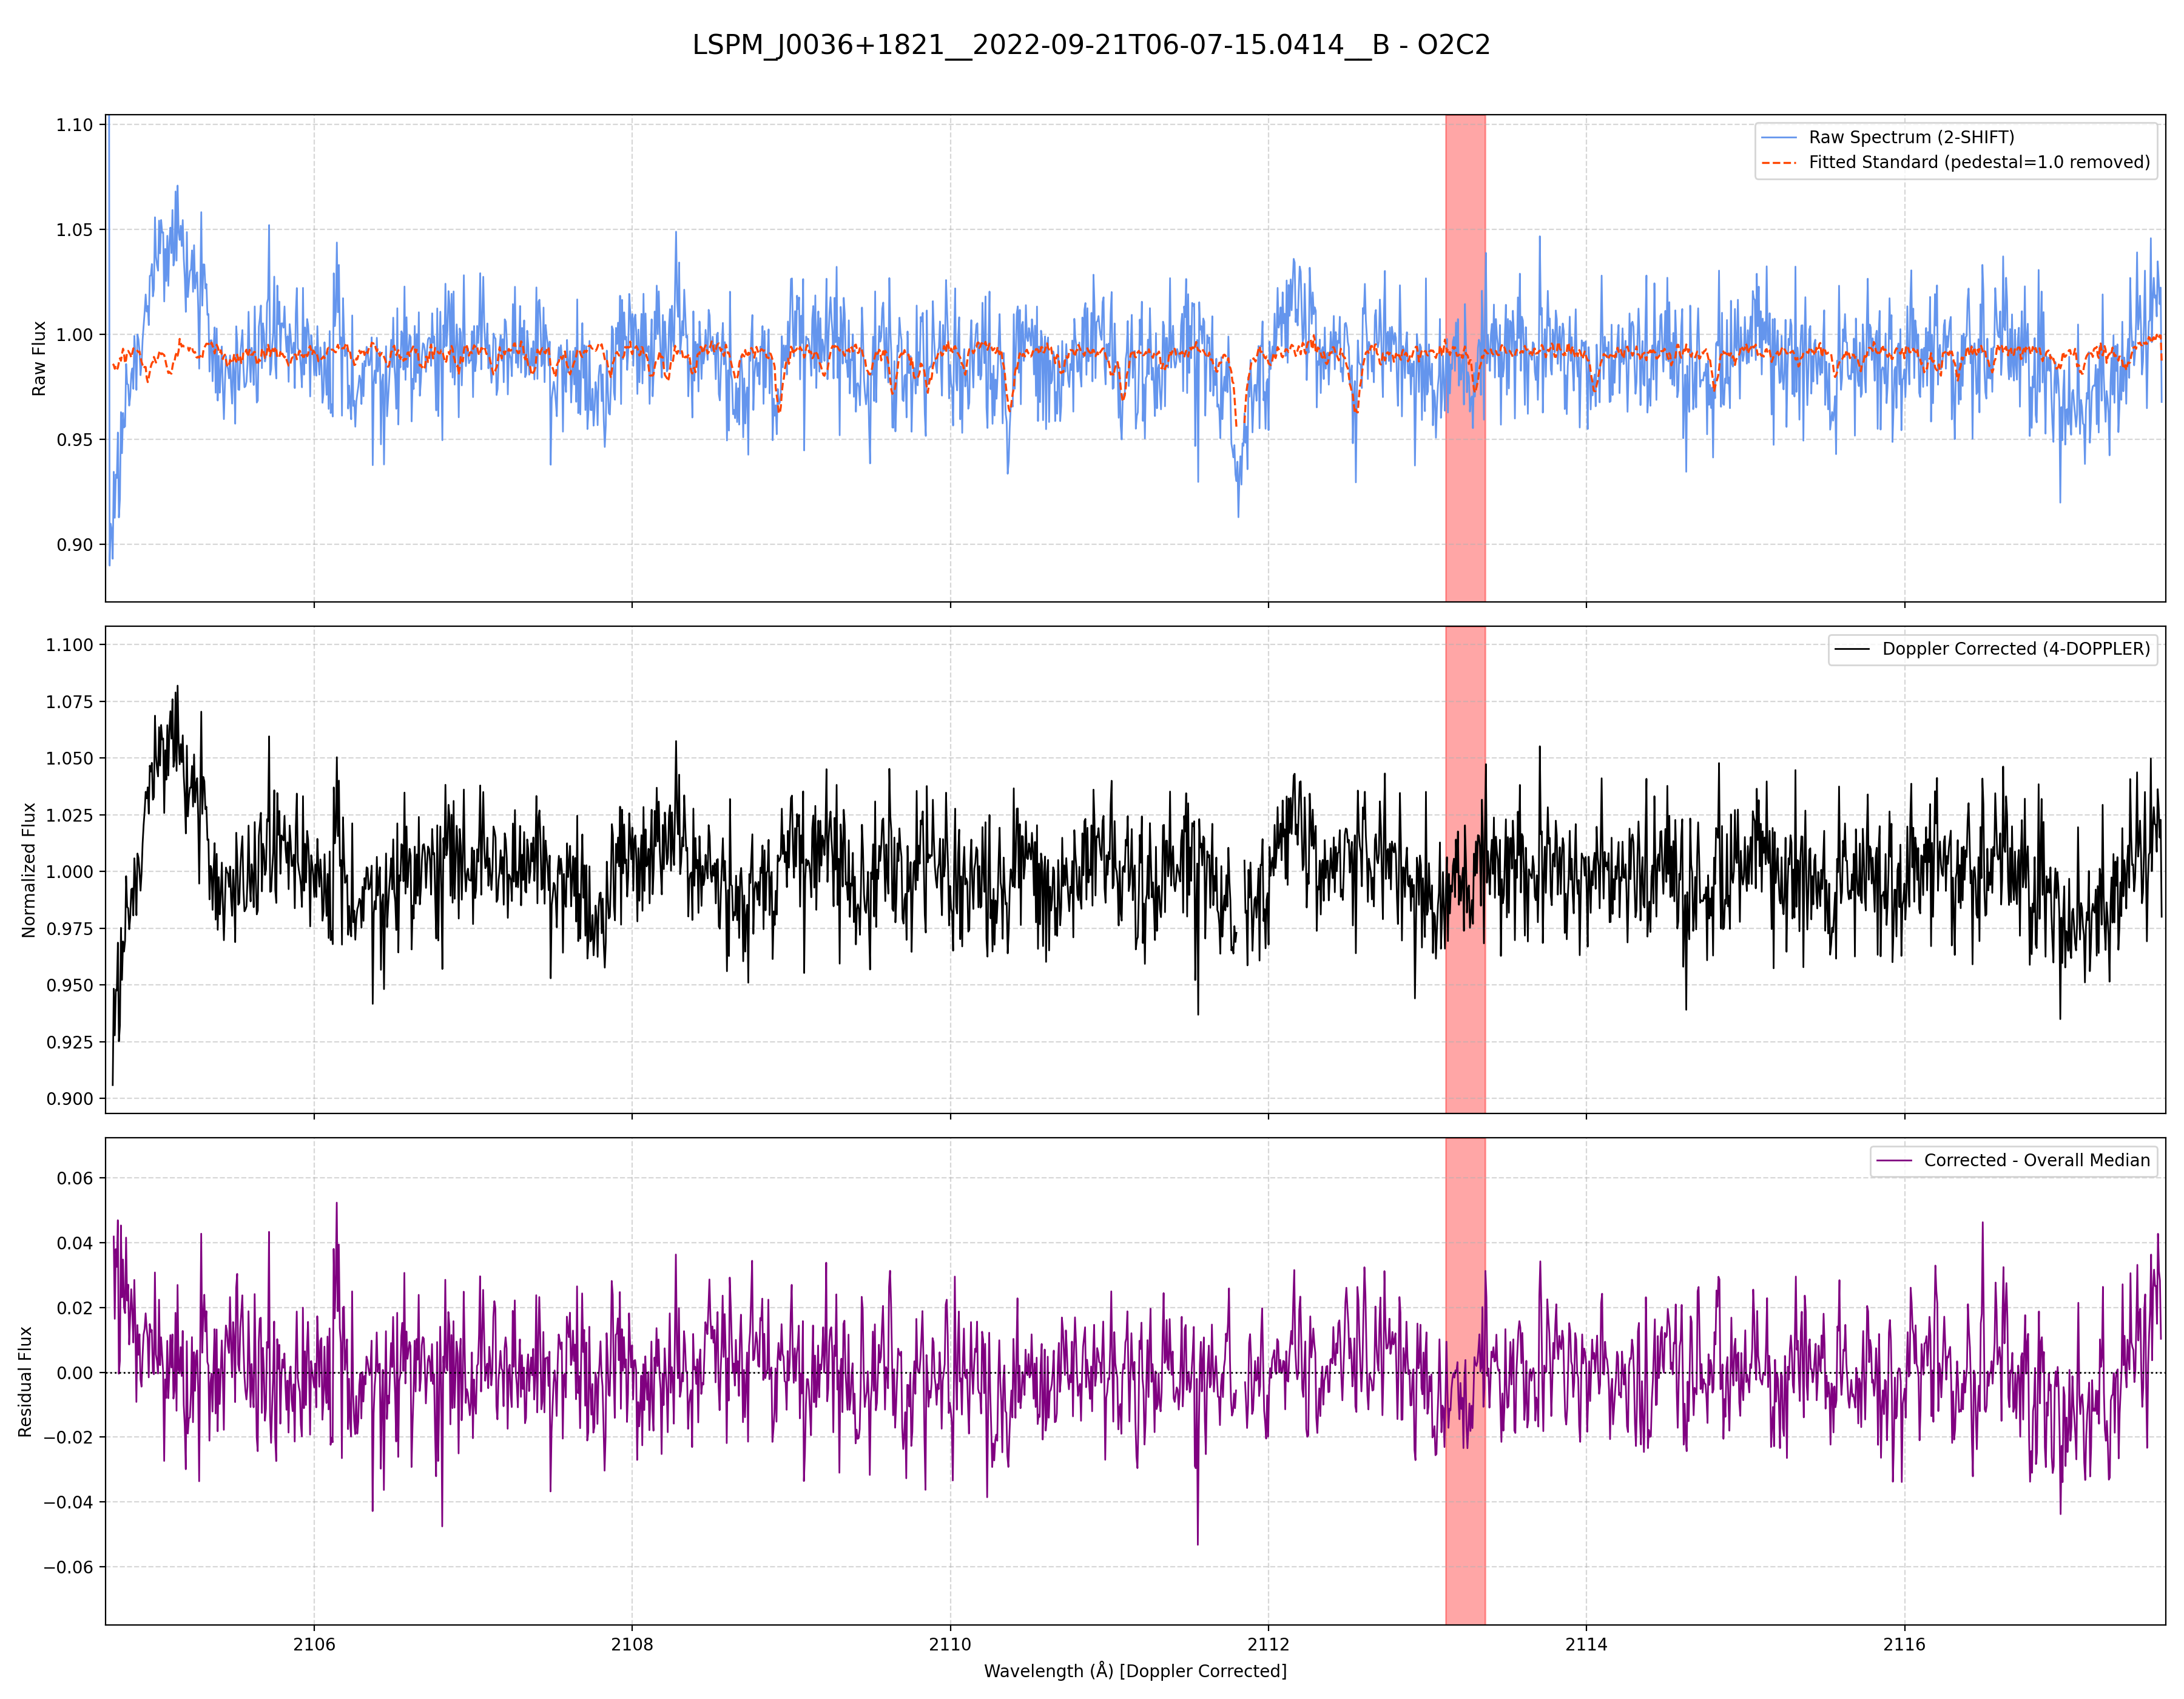 LSPM_J0036+1821__2022-09-21T06-07-15.0414__B - O2C2
Raw Flux
1.10
1.05
1.00
0.95
0.90
Raw Spectrum (2-SHIFT)
Fitted Standard (pedestal=1.0 removed)
Normalized Flux
1.100
1.075
1.050
1.025
1.000
0.975
0.950
0.925
0.900
Doppler Corrected (4-DOPPLER)
Residual Flux
0.06
0.04
0.02
0.00
−0.02
−0.04
−0.06
Corrected - Overall Median
2106 2108 2110 2112 2114 2116
Wavelength (Å) [Doppler Corrected]